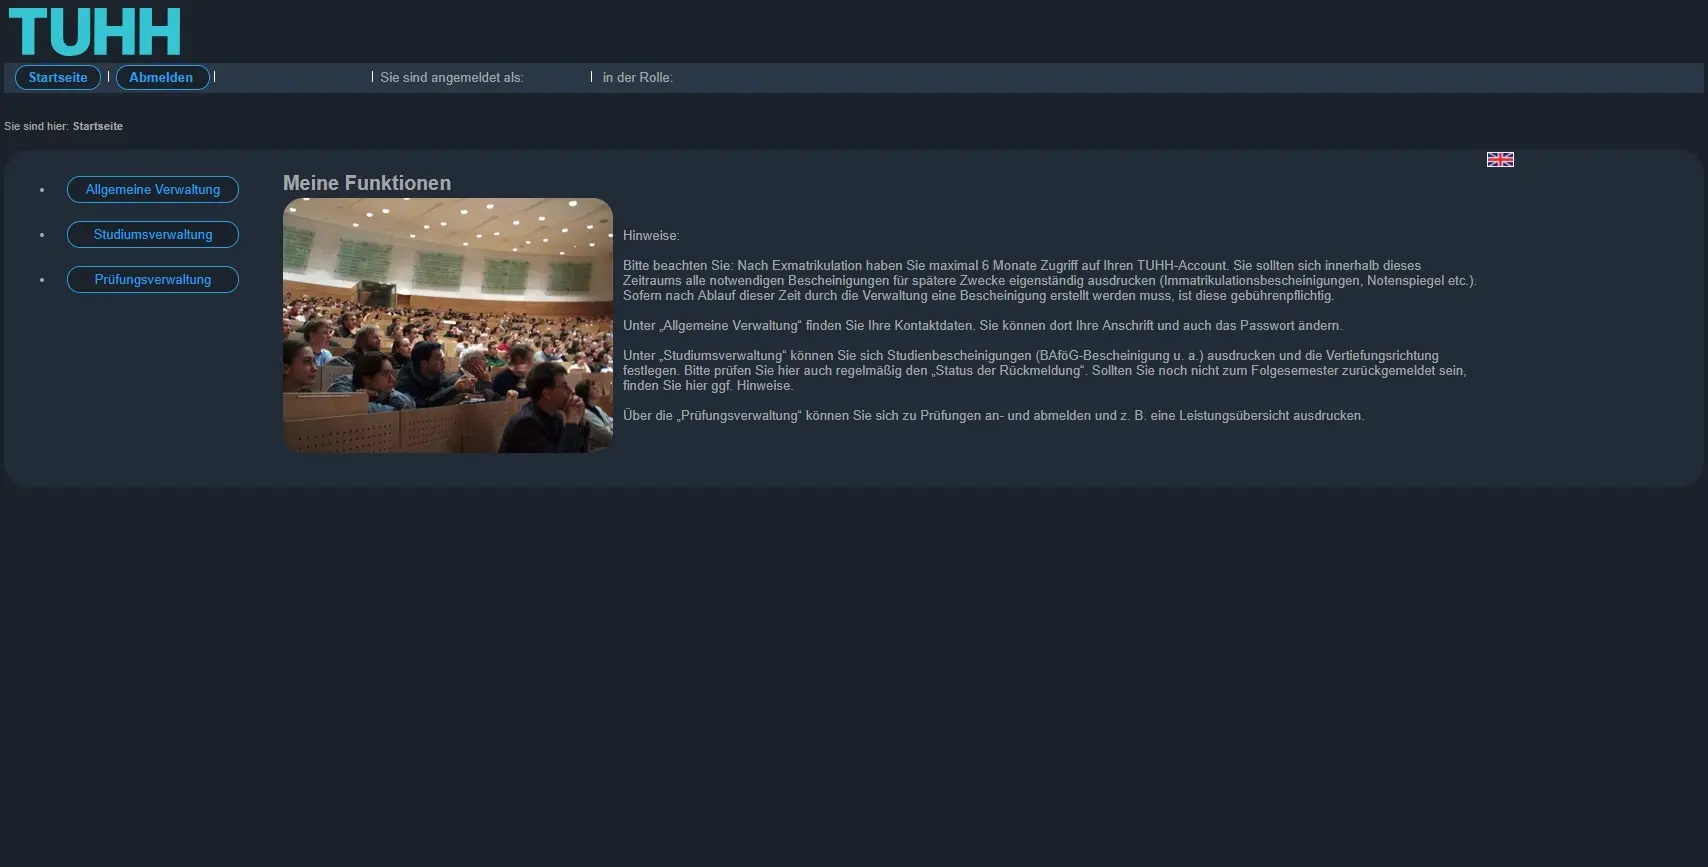 TUHH
Startseite | Abmelden | | Sie sind angemeldet als: | in der Rolle:
Sie sind hier: Startseite
Allgemeine Verwaltung
Studiumsverwaltung
Prüfungsverwaltung
Meine Funktionen
Hinweise:
Bitte beachten Sie: Nach Exmatrikulation haben Sie maximal 6 Monate Zugriff auf Ihren TUHH-Account. Sie sollten sich innerhalb dieses
Zeitraums alle notwendigen Bescheinigungen für spätere Zwecke eigenständig ausdrucken (Immatrikulationsbescheinigungen, Notenspiegel etc.).
Sofern nach Ablauf dieser Zeit durch die Verwaltung eine Bescheinigung erstellt werden muss, ist diese gebührenpflichtig.
Unter „Allgemeine Verwaltung“ finden Sie Ihre Kontaktdaten. Sie können dort Ihre Anschrift und auch das Passwort ändern.
Unter „Studiumsverwaltung“ können Sie sich Studienbescheinigungen (BAföG-Bescheinigung u. a.) ausdrucken und die Vertiefungsrichtung
festlegen. Bitte prüfen Sie hier auch regelmäßig den „Status der Rückmeldung“. Sollten Sie noch nicht zum Folgesemester zurückgemeldet sein,
finden Sie hier ggf. Hinweise.
Über die „Prüfungsverwaltung“ können Sie sich zu Prüfungen an- und abmelden und z. B. eine Leistungsübersicht ausdrucken.